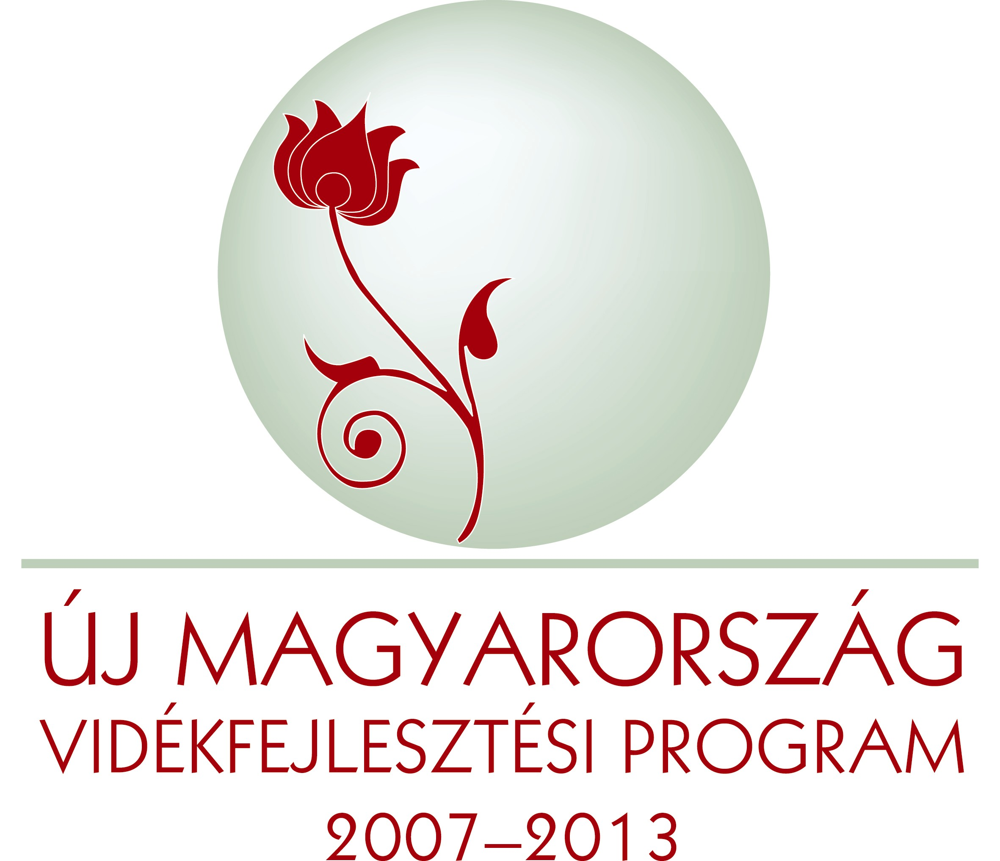 ÚJ MAGYARORSZÁG
VIDÉKFEJLESZTÉSI PROGRAM
2007—2013